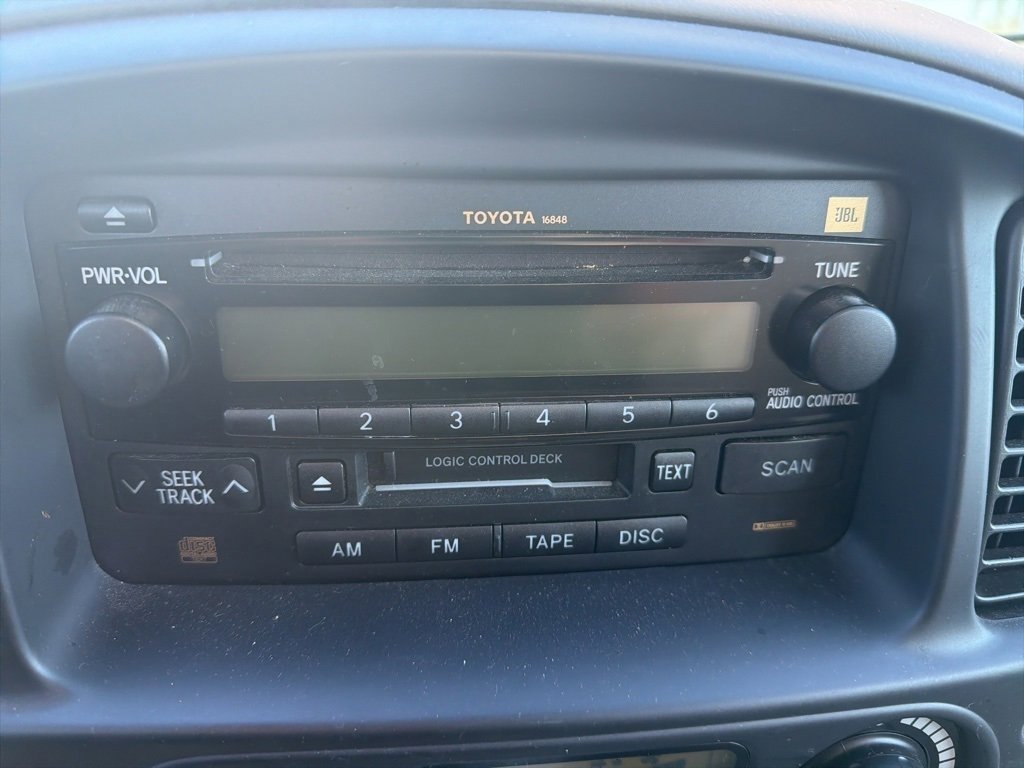 TOYOTA 16848
JBL
PWR·VOL
TUNE
PUSH
AUDIO CONTROL
1 2 3 4 5 6
SEEK
TRACK
LOGIC CONTROL DECK
TEXT
SCAN
AM FM TAPE DISC
disc